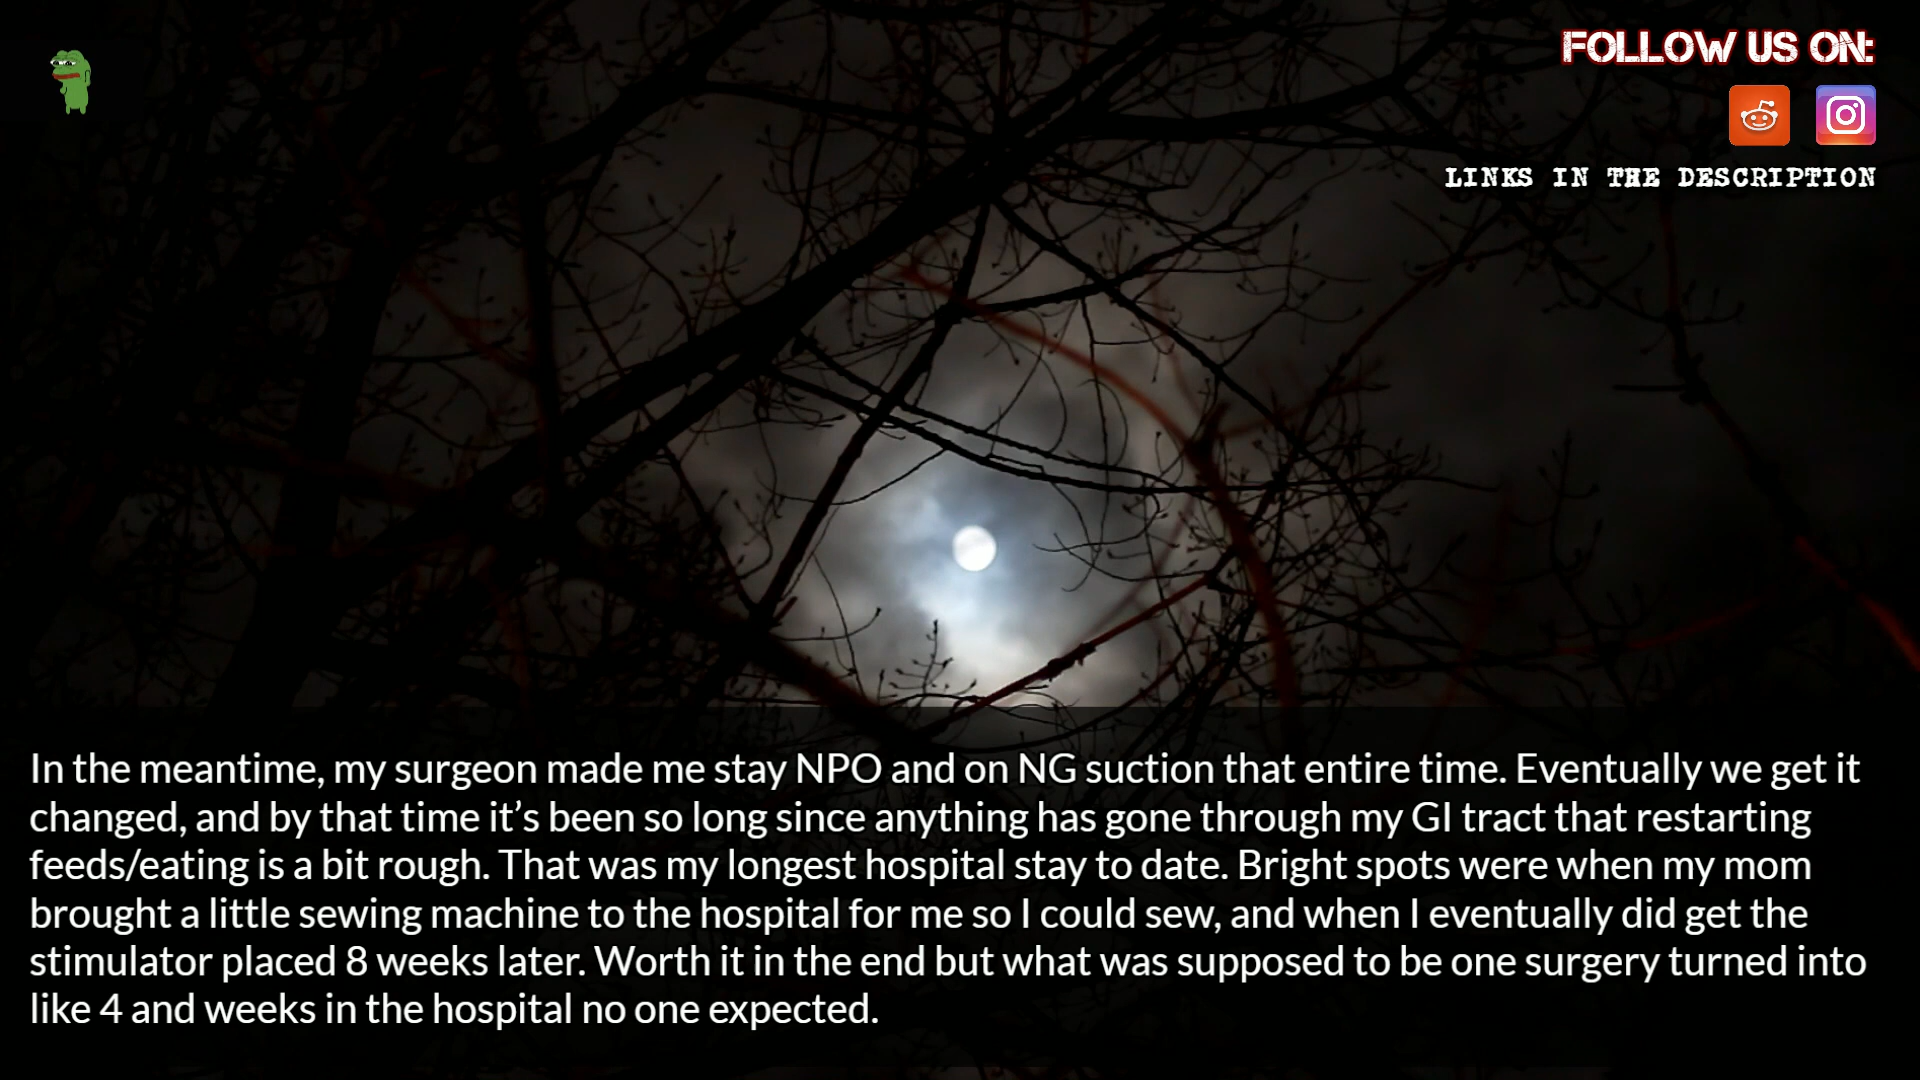 FOLLOW US ON:
LINKS IN THE DESCRIPTION
In the meantime, my surgeon made me stay NPO and on NG suction that entire time. Eventually we get it
changed, and by that time it’s been so long since anything has gone through my GI tract that restarting
feeds/eating is a bit rough. That was my longest hospital stay to date. Bright spots were when my mom
brought a little sewing machine to the hospital for me so I could sew, and when I eventually did get the
stimulator placed 8 weeks later. Worth it in the end but what was supposed to be one surgery turned into
like 4 and weeks in the hospital no one expected.